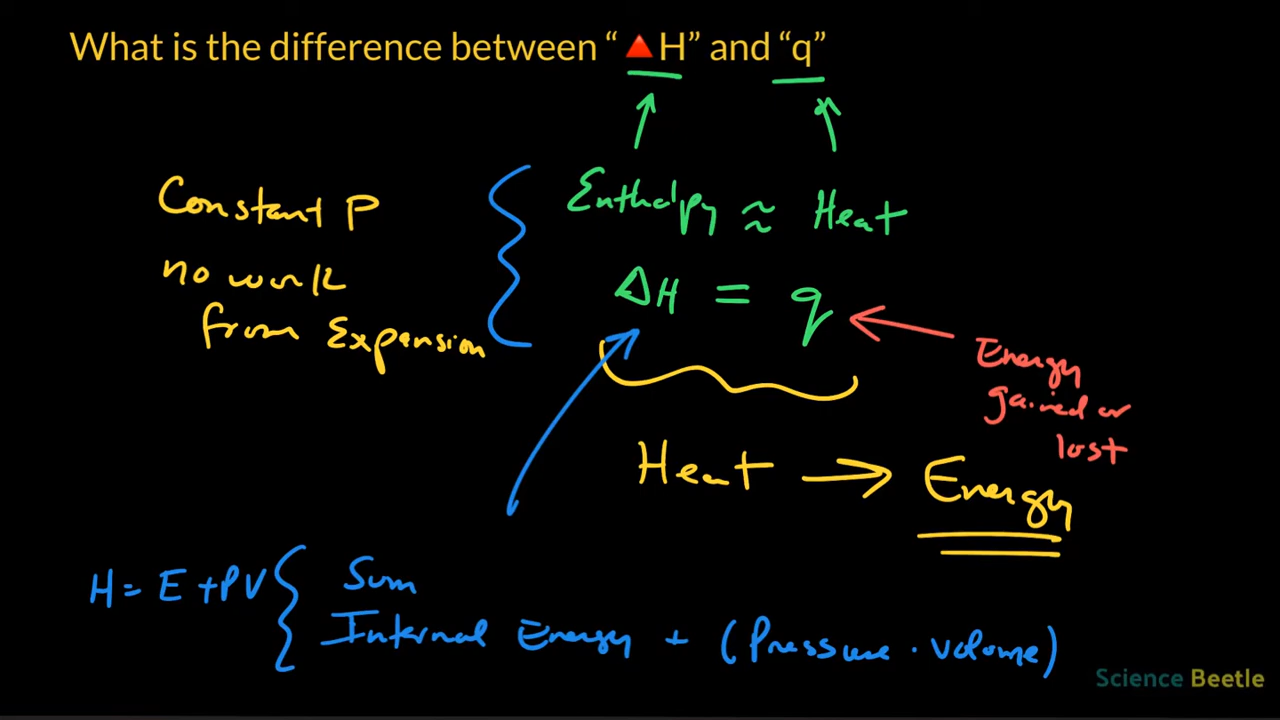 What is the difference between “🔺H” and “q”
Constant P
no work
from Expansion
Enthalpy ≈ Heat
ΔH = q
Energy
gained or
lost
Heat → Energy
H = E + PV { Sum
Internal Energy + (Pressure · volume)
Science Beetle